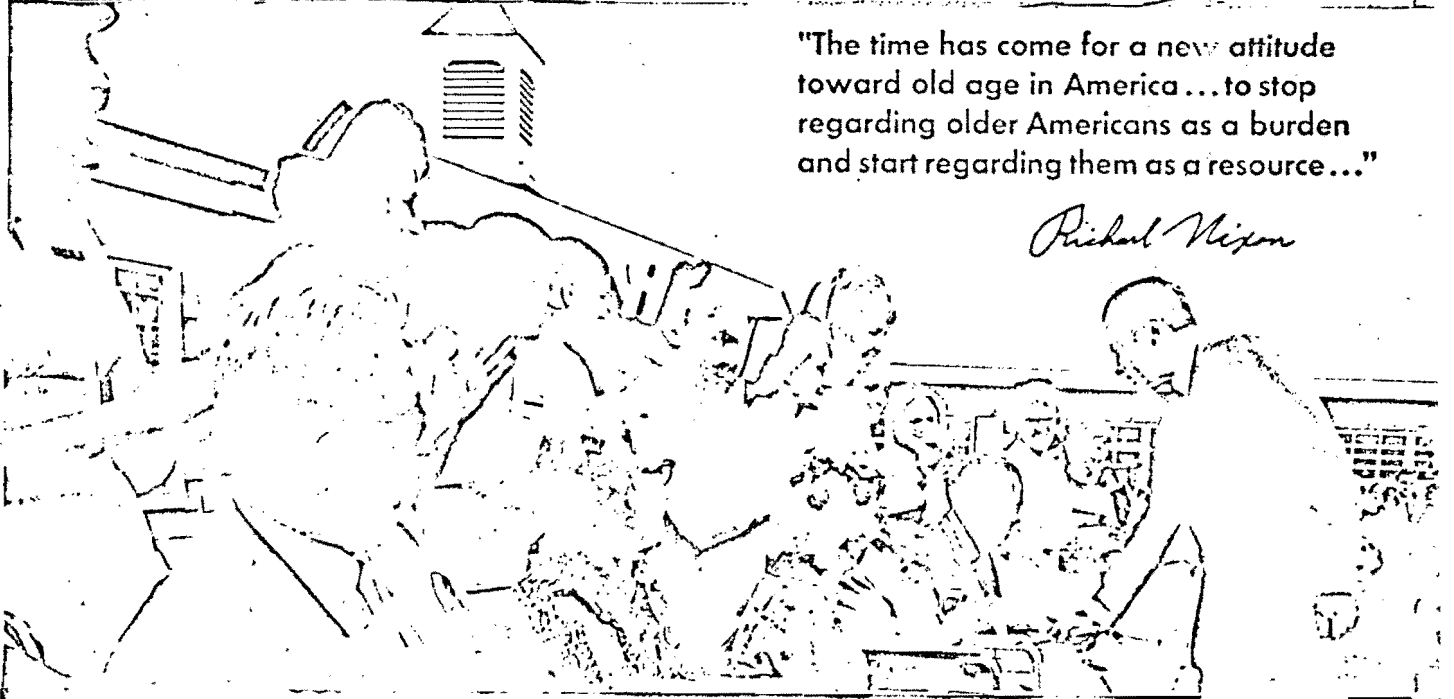 "The time has come for a new attitude
toward old age in America...to stop
regarding older Americans as a burden
and start regarding them as a resource..."
Richard Nixon